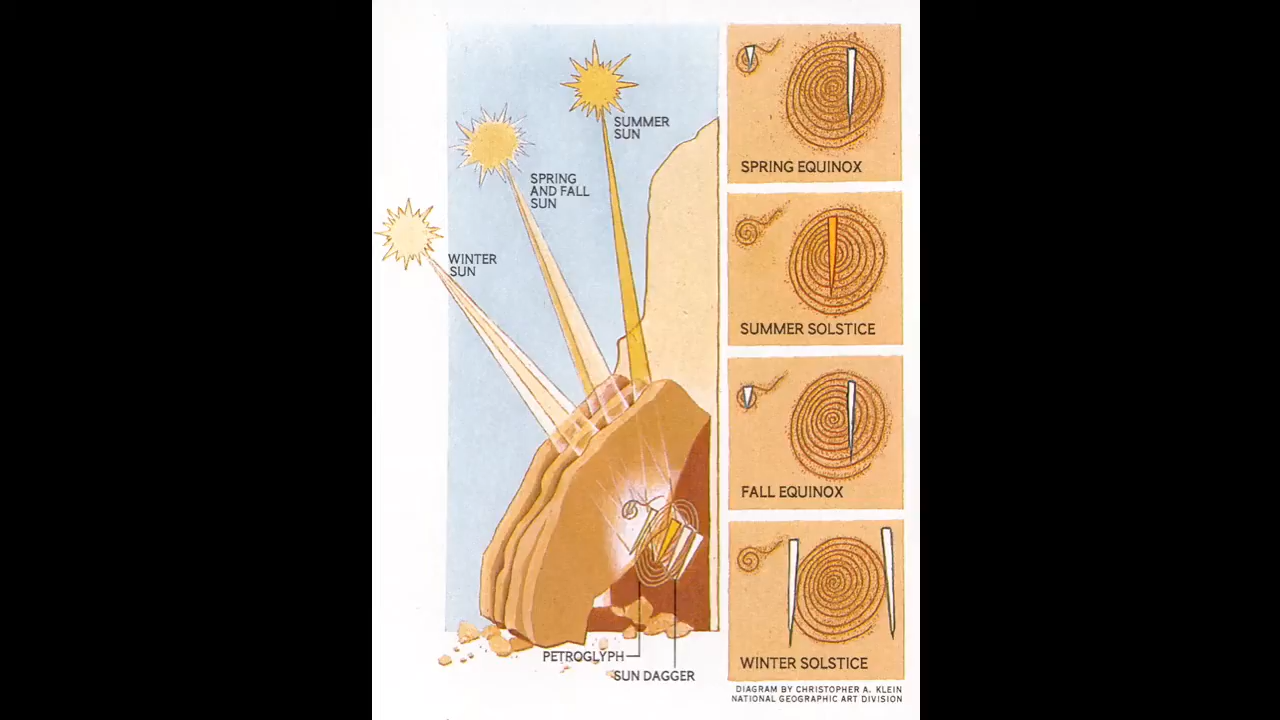 SUMMER
SUN
SPRING
AND FALL
SUN
WINTER
SUN
PETROGLYPH
SUN DAGGER
SPRING EQUINOX
SUMMER SOLSTICE
FALL EQUINOX
WINTER SOLSTICE
DIAGRAM BY CHRISTOPHER A. KLEIN
NATIONAL GEOGRAPHIC ART DIVISION